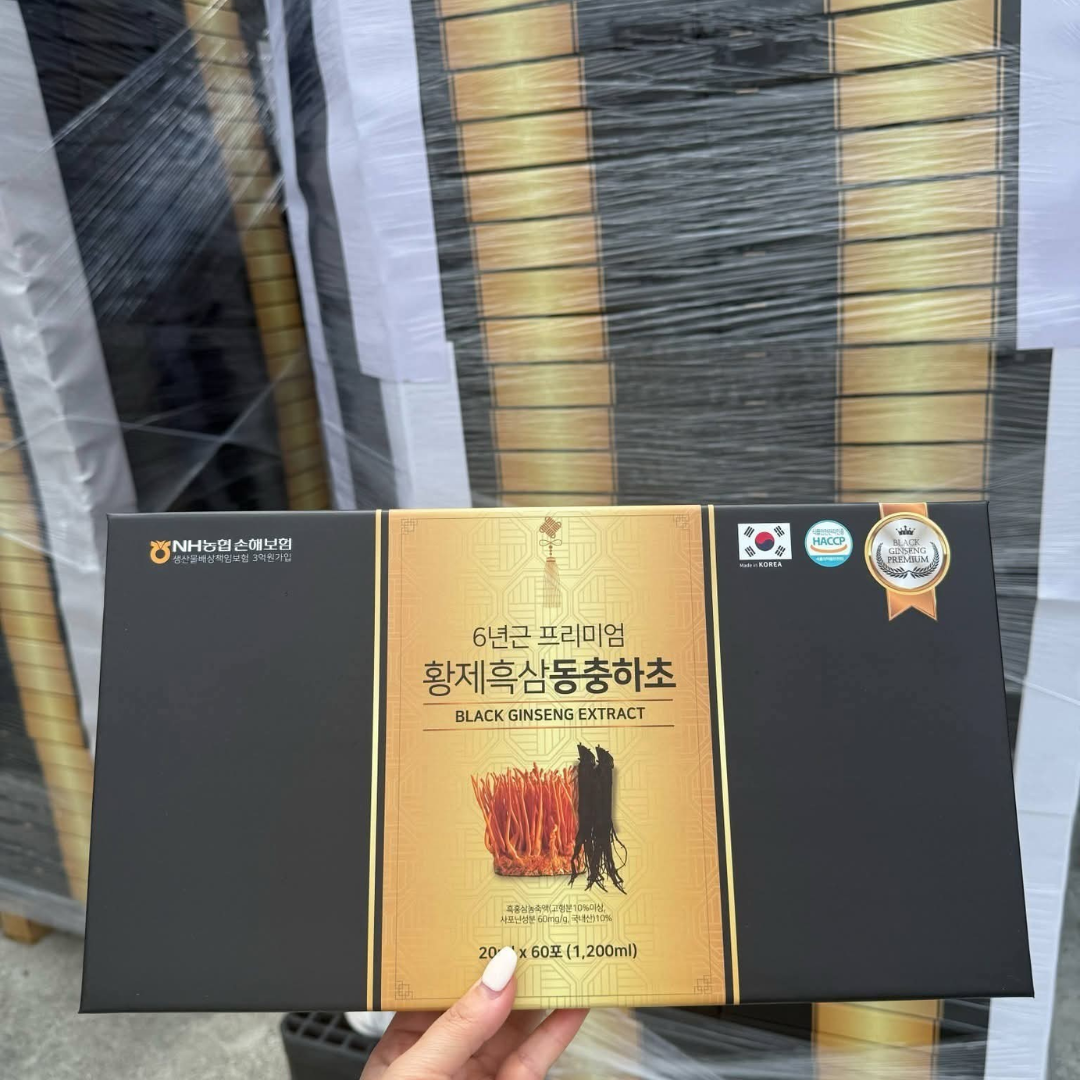 NH농협 손해보험
생산물배상책임보험 3억원가입
Made in KOREA
HACCP
BLACK
GINSENG
PREMIUM
6년근 프리미엄
황제흑삼동충하초
BLACK GINSENG EXTRACT
흑홍삼농축액(고형분10%이상,
사포닌성분 60mg/g, 국내산)10%
x 60포 (1,200ml)